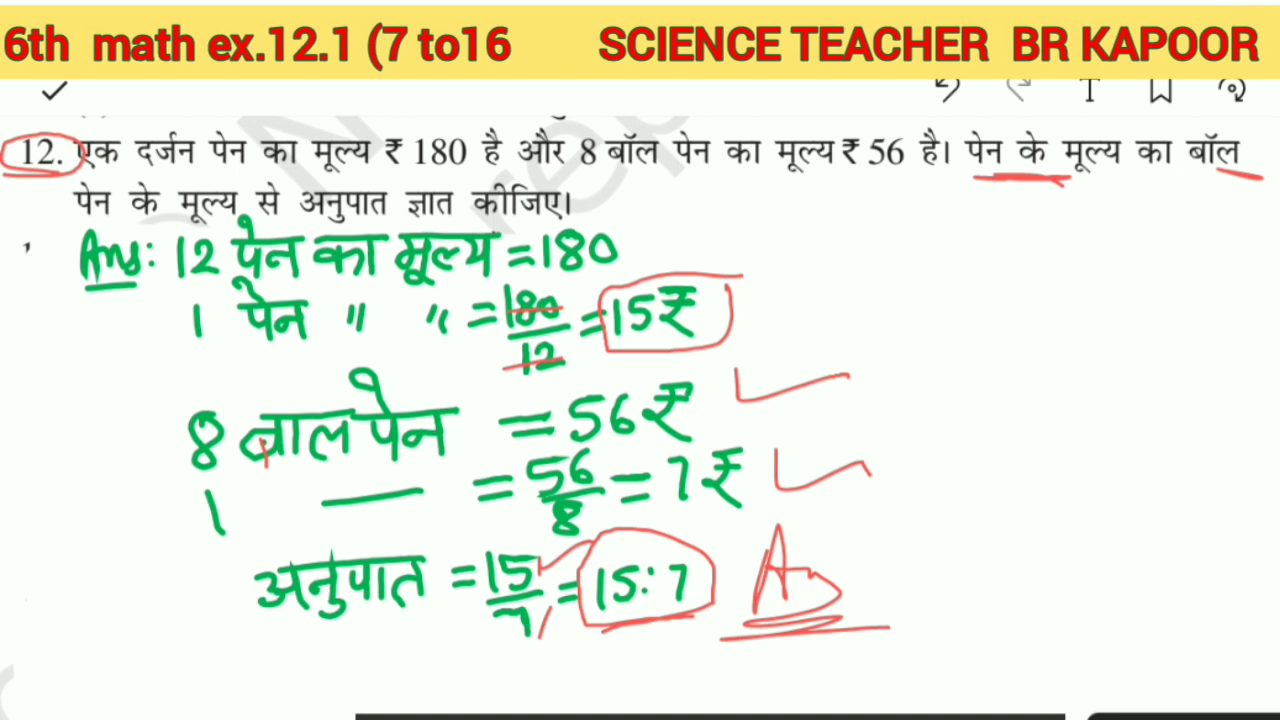 6th math ex.12.1 (7 to16 SCIENCE TEACHER BR KAPOOR
12. एक दर्जन पेन का मूल्य ₹ 180 है और 8 बॉल पेन का मूल्य ₹ 56 है। पेन के मूल्य का बॉल
पेन के मूल्य से अनुपात ज्ञात कीजिए।
Ans: 12 पेन का मूल्य = 180
1 पेन " " = 180/12 = 15₹
8 बाल पेन = 56₹
1 — = 56/8 = 7₹
अनुपात = 15/7 = 15:7 Ans